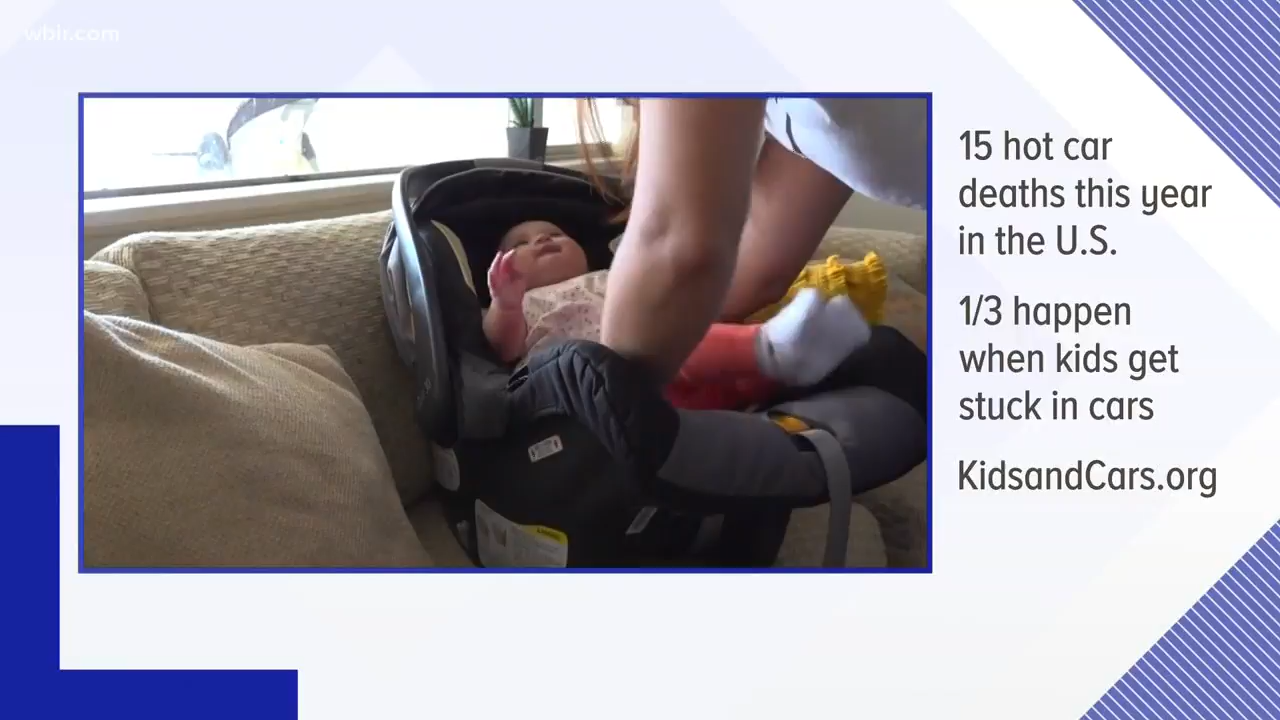 wbir.com
15 hot car
deaths this year
in the U.S.
1/3 happen
when kids get
stuck in cars
KidsandCars.org